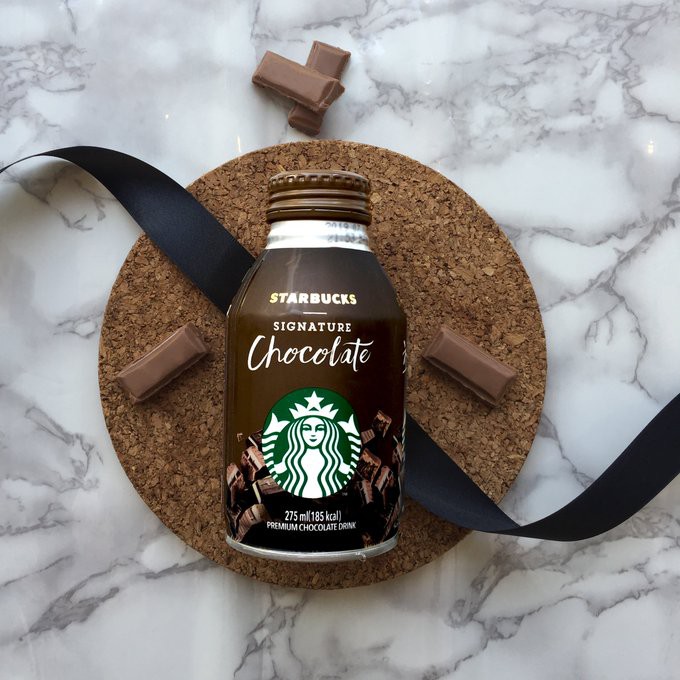 STARBUCKS
SIGNATURE
Chocolate
275 ml(185 kcal)
PREMIUM CHOCOLATE DRINK